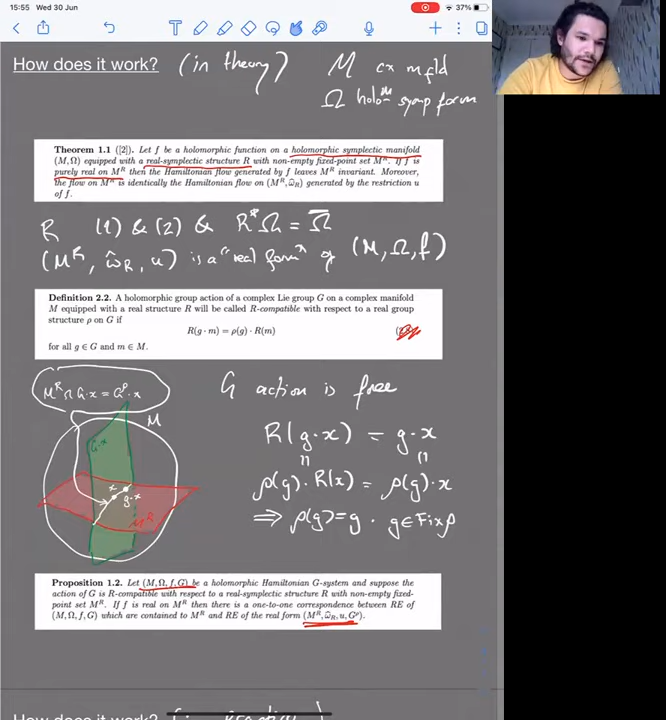 15:55 Wed 30 Jun
37%
How does it work? (in theory) M cx mfld
Ω holo symp form
Theorem 1.1 ([2]). Let f be a holomorphic function on a holomorphic symplectic manifold
(M, Ω) equipped with a real-symplectic structure R with non-empty fixed-point set M^R. If f is
purely real on M^R then the Hamiltonian flow generated by f leaves M^R invariant. Moreover,
the flow on M^R is identically the Hamiltonian flow on (M^R, ω̂_R) generated by the restriction u
of f.
R (1) & (2) & R*Ω = Ω̅
(M^R, ω̂_R, u) is a "real form" of (M, Ω, f)
Definition 2.2. A holomorphic group action of a complex Lie group G on a complex manifold
M equipped with a real structure R will be called R-compatible with respect to a real group
structure ρ on G if
R(g · m) = ρ(g) · R(m)
for all g ∈ G and m ∈ M.
M^R ∩ G·x = G^ρ·x
M
G·x
x
g·x
M^R
G action is free
R(g·x) = g·x
ρ(g)·R(x) = ρ(g)·x
⟹ ρ(g)=g . g∈Fixρ
Proposition 1.2. Let (M, Ω, f, G) be a holomorphic Hamiltonian G-system and suppose the
action of G is R-compatible with respect to a real-symplectic structure R with non-empty fixed-
point set M^R. If f is real on M^R then there is a one-to-one correspondence between RE of
(M, Ω, f, G) which are contained to M^R and RE of the real form (M^R, ω̂_R, u, G^ρ).
How does it work?